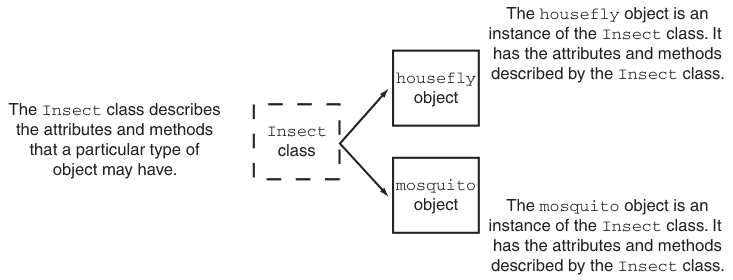 The Insect class describes
the attributes and methods
that a particular type of
object may have.
Insect
class
housefly
object
The housefly object is an
instance of the Insect class. It
has the attributes and methods
described by the Insect class.
mosquito
object
The mosquito object is an
instance of the Insect class. It
has the attributes and methods
described by the Insect class.